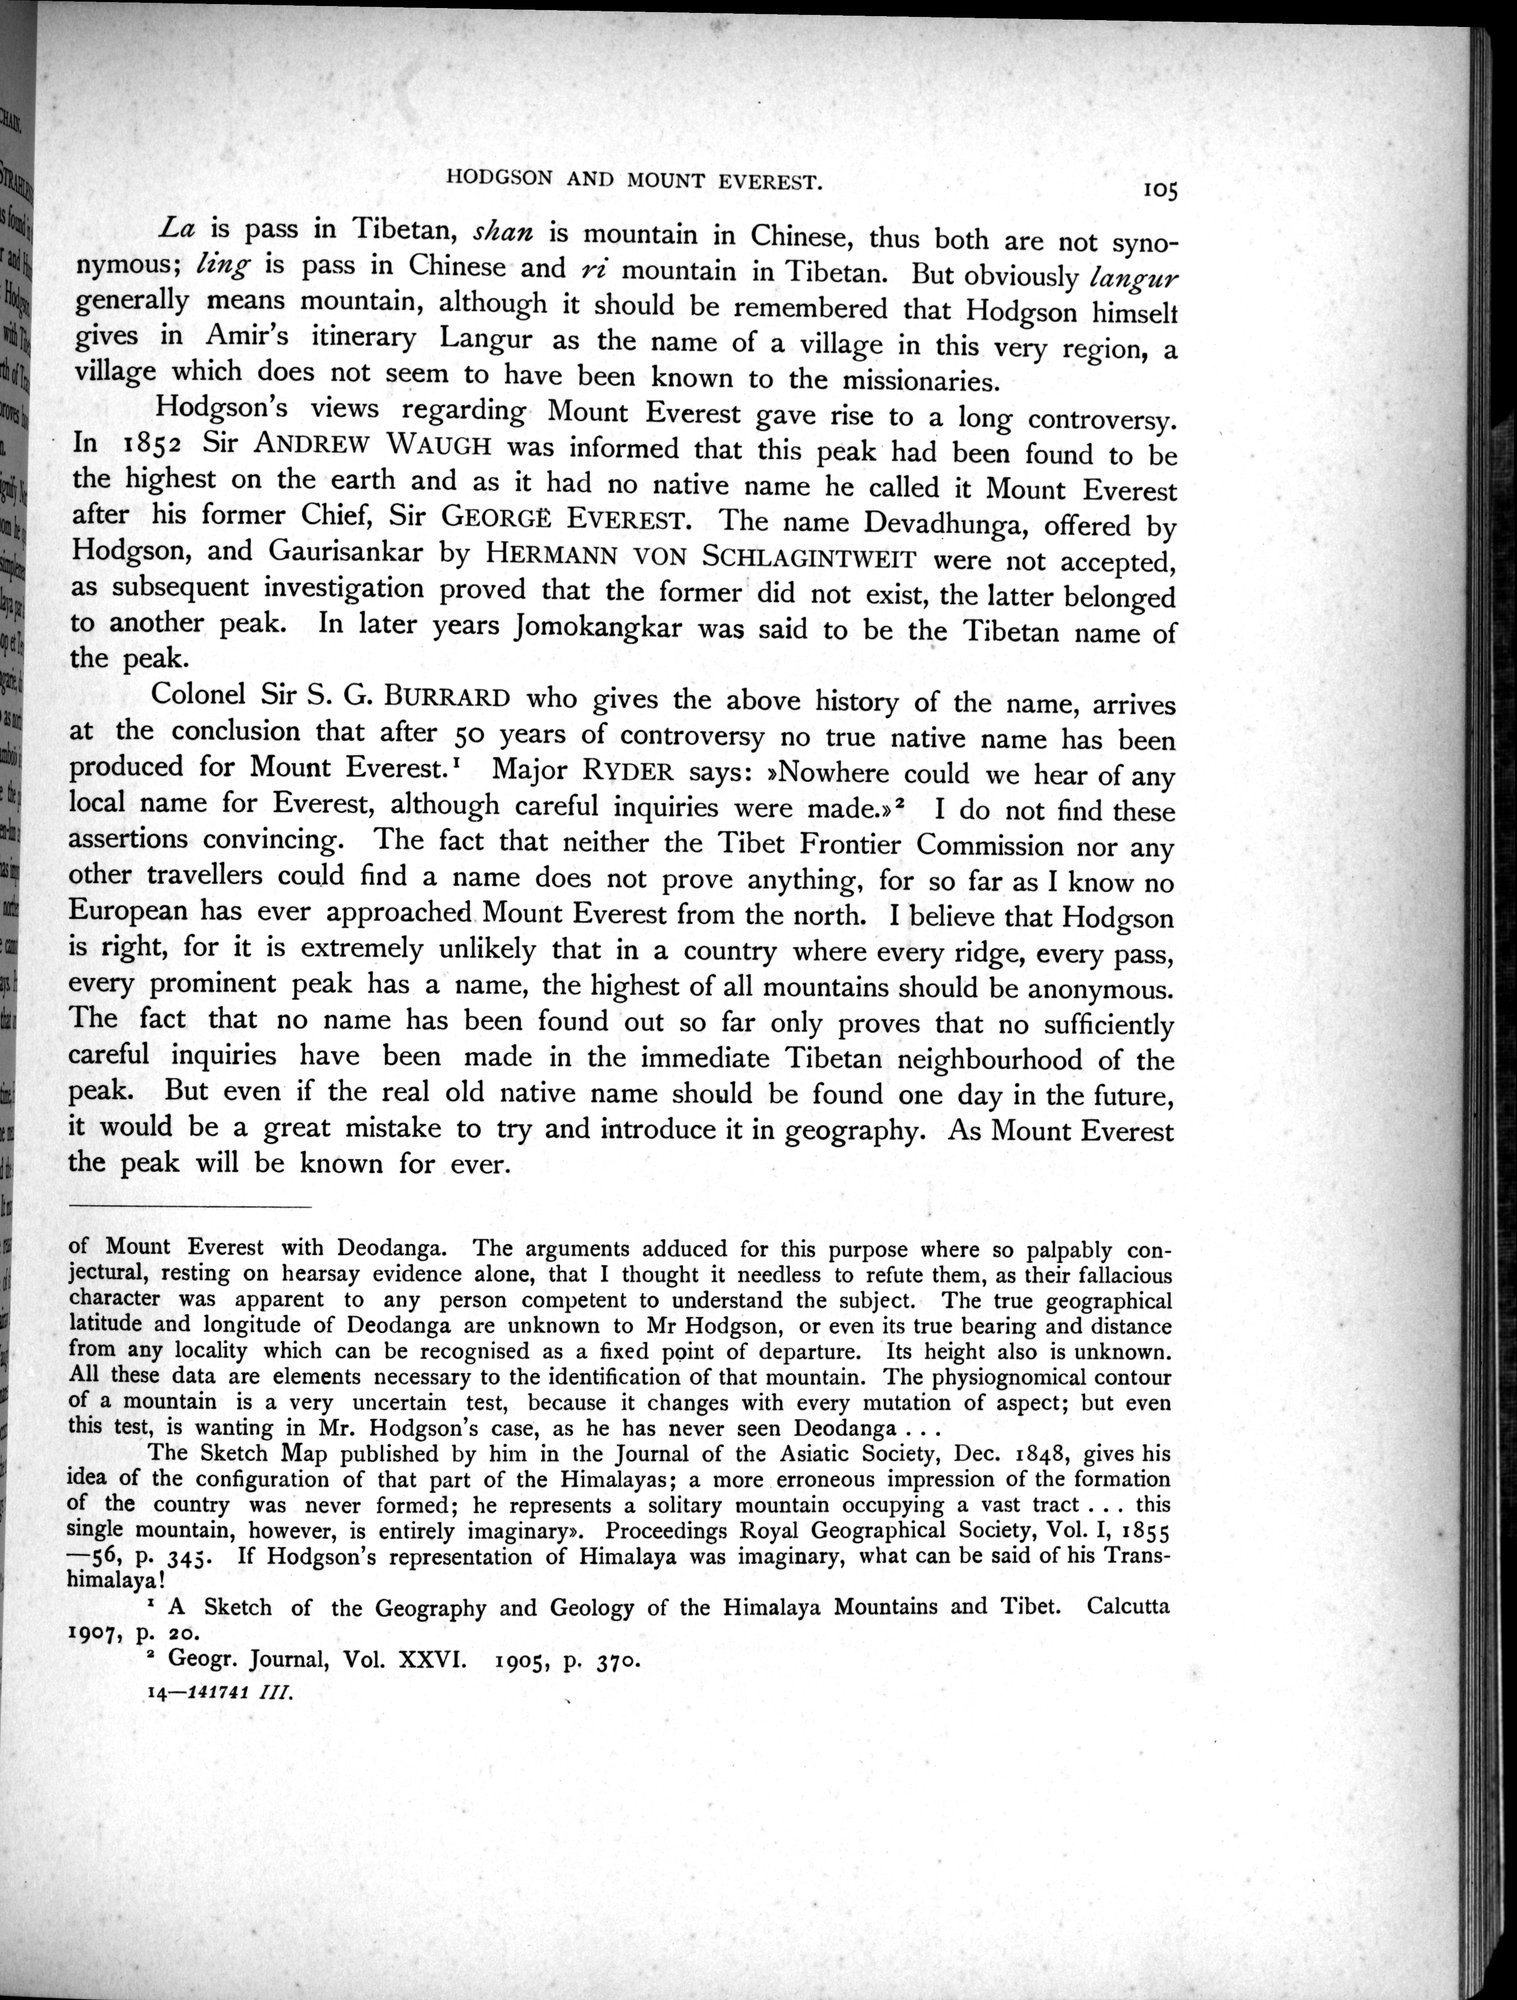 HODGSON AND MOUNT EVEREST. 105
La is pass in Tibetan, shan is mountain in Chinese, thus both are not syno-
nymous; ling is pass in Chinese and ri mountain in Tibetan. But obviously langur
generally means mountain, although it should be remembered that Hodgson himself
gives in Amir's itinerary Langur as the name of a village in this very region, a
village which does not seem to have been known to the missionaries.
Hodgson's views regarding Mount Everest gave rise to a long controversy.
In 1852 Sir ANDREW WAUGH was informed that this peak had been found to be
the highest on the earth and as it had no native name he called it Mount Everest
after his former Chief, Sir GEORGE EVEREST. The name Devadhunga, offered by
Hodgson, and Gaurisankar by HERMANN VON SCHLAGINTWEIT were not accepted,
as subsequent investigation proved that the former did not exist, the latter belonged
to another peak. In later years Jomokangkar was said to be the Tibetan name of
the peak.
Colonel Sir S. G. BURRARD who gives the above history of the name, arrives
at the conclusion that after 50 years of controversy no true native name has been
produced for Mount Everest.¹ Major RYDER says: »Nowhere could we hear of any
local name for Everest, although careful inquiries were made.»² I do not find these
assertions convincing. The fact that neither the Tibet Frontier Commission nor any
other travellers could find a name does not prove anything, for so far as I know no
European has ever approached Mount Everest from the north. I believe that Hodgson
is right, for it is extremely unlikely that in a country where every ridge, every pass,
every prominent peak has a name, the highest of all mountains should be anonymous.
The fact that no name has been found out so far only proves that no sufficiently
careful inquiries have been made in the immediate Tibetan neighbourhood of the
peak. But even if the real old native name should be found one day in the future,
it would be a great mistake to try and introduce it in geography. As Mount Everest
the peak will be known for ever.
of Mount Everest with Deodanga. The arguments adduced for this purpose where so palpably con-
jectural, resting on hearsay evidence alone, that I thought it needless to refute them, as their fallacious
character was apparent to any person competent to understand the subject. The true geographical
latitude and longitude of Deodanga are unknown to Mr Hodgson, or even its true bearing and distance
from any locality which can be recognised as a fixed point of departure. Its height also is unknown.
All these data are elements necessary to the identification of that mountain. The physiognomical contour
of a mountain is a very uncertain test, because it changes with every mutation of aspect; but even
this test, is wanting in Mr. Hodgson's case, as he has never seen Deodanga . . .
The Sketch Map published by him in the Journal of the Asiatic Society, Dec. 1848, gives his
idea of the configuration of that part of the Himalayas; a more erroneous impression of the formation
of the country was never formed; he represents a solitary mountain occupying a vast tract . . . this
single mountain, however, is entirely imaginary». Proceedings Royal Geographical Society, Vol. I, 1855
—56, p. 345. If Hodgson's representation of Himalaya was imaginary, what can be said of his Trans-
himalaya!
¹ A Sketch of the Geography and Geology of the Himalaya Mountains and Tibet. Calcutta
1907, p. 20.
² Geogr. Journal, Vol. XXVI. 1905, p. 370.
14—141741 III.